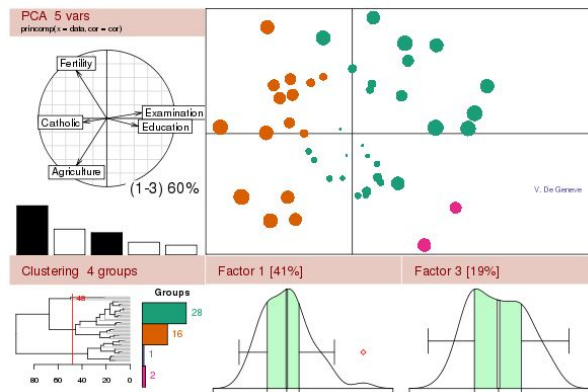 PCA 5 vars
princomp(x = data, cor = cor)
Fertility
Catholic
Examination
Education
Agriculture
(1-3) 60%
V. De Geneve
Clustering 4 groups
Factor 1 [41%]
Factor 3 [19%]
Groups
48
28
16
1
2
80 60 40 20 0